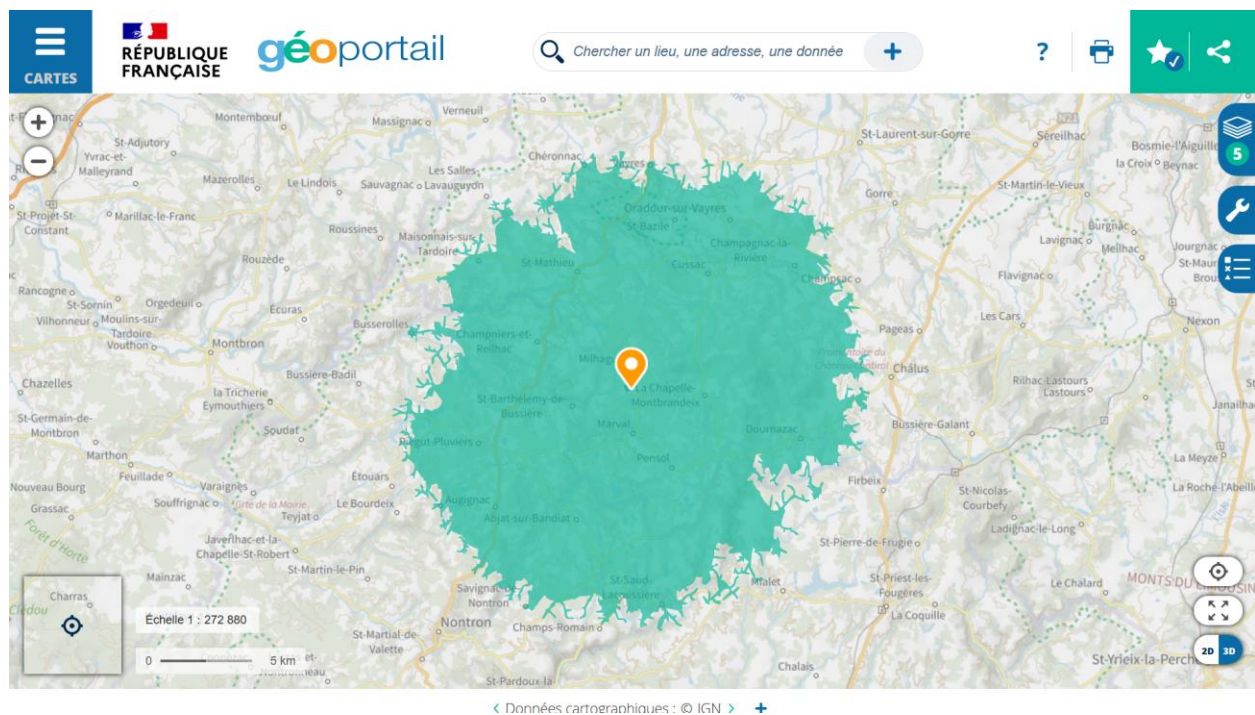 CARTES
RÉPUBLIQUE
FRANÇAISE
géoportail
Chercher un lieu, une adresse, une donnée
+
?
+
−
5
Montembœuf
Massignac
Verneuil
St-Laurent-sur-Gorre
N21
Séreilhac
Bosmie-l'Aiguille
St-Adjutory
Yvrac-et-
Malleyrand
Mazerolles
Le Lindois
Les Salles-
Lavauguyon
Sauvagnac
Chéronnac
Vayres
la Croix
Beynac
St-Martin-le-Vieux
Gorre
St-Projet-St-
Constant
Marillac-le-Franc
Roussines
Maisonnais-sur-
Tardoire
Oradour-sur-Vayres
St-Bazile
Champagnac-la-
Rivière
Burgnac
Lavignac
Meilhac
Jourgnac
Rouzède
St-Mathieu
Cussac
Champsac
Flavignac
Rancogne
St-Sornin
Orgedeuil
Vilhonneur
Moulins-sur-
Tardoire
Vouthon
Écuras
Busserolles
Montbron
Champniers-et-
Reilhac
Pageas
Les Cars
Nexon
Chazelles
Bussière-Badil
la Tricherie
Eymouthiers
St-Barthélemy-de-
Bussière
La Chapelle-
Montbrandeix
Châlus
Rilhac-Lastours
Lastours
St-Germain-de-
Montbron
Soudat
Marval
Dournazac
Bussière-Galant
Marthon
Piégut-Pluviers
Pensol
La Meyze
Nouveau Bourg
Feuillade
Varaignes
Étouars
Firbeix
St-Nicolas-
Courbefy
La Roche-l'Abeille
Grassac
Souffrignac
Teyjat
Le Bourdeix
Augignac
Abjat-sur-Bandiat
Ladignac-le-Long
Forêt d'Horte
Javerlhac-et-la-
Chapelle-St-Robert
St-Martin-le-Pin
St-Pierre-de-Frugie
Mainzac
Savignac-de-
Nontron
St-Saud-
Lacoussière
Mialet
St-Priest-les-
Fougères
Le Chalard
MONTS DU LIMOUSIN
Charras
Échelle 1 : 272 880
Nontron
Champs-Romain
La Coquille
St-Martial-de-
Valette
0
5 km
Chalais
St-Yrieix-la-Perche
2D
3D
St-Pardoux-la-
< Données cartographiques : © IGN > +